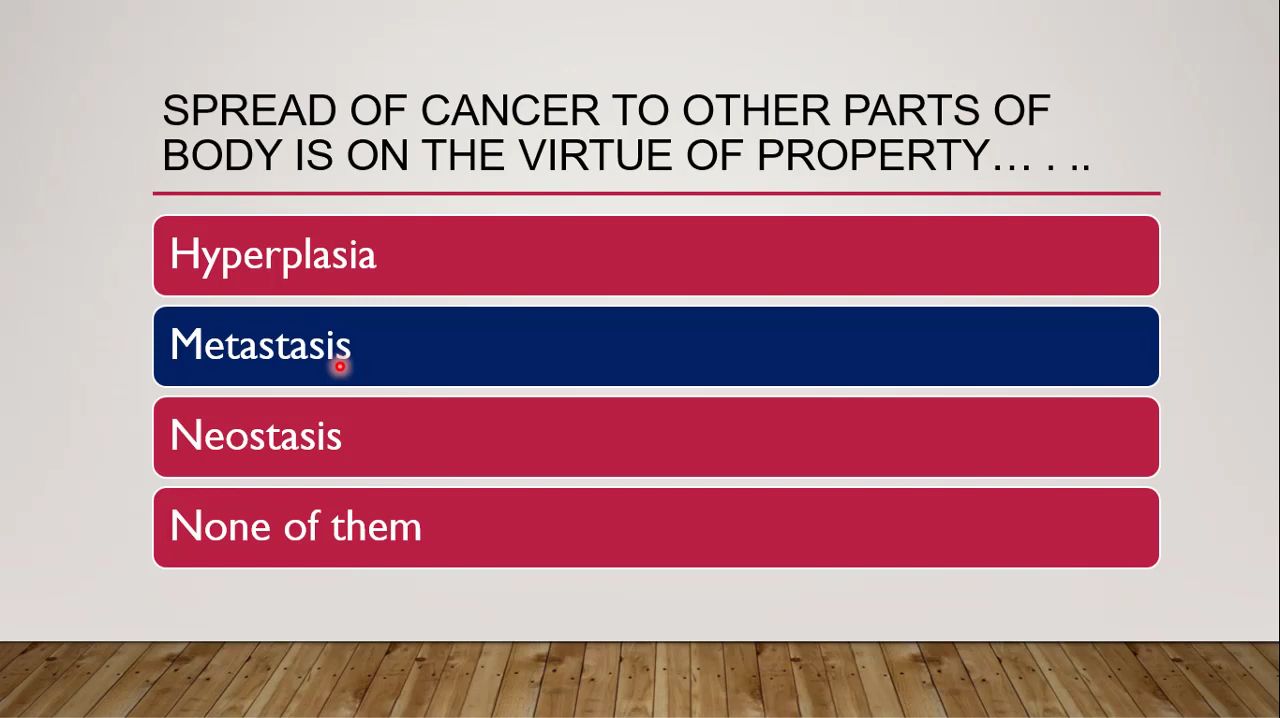 SPREAD OF CANCER TO OTHER PARTS OF
BODY IS ON THE VIRTUE OF PROPERTY… . ..
Hyperplasia
Metastasis
Neostasis
None of them